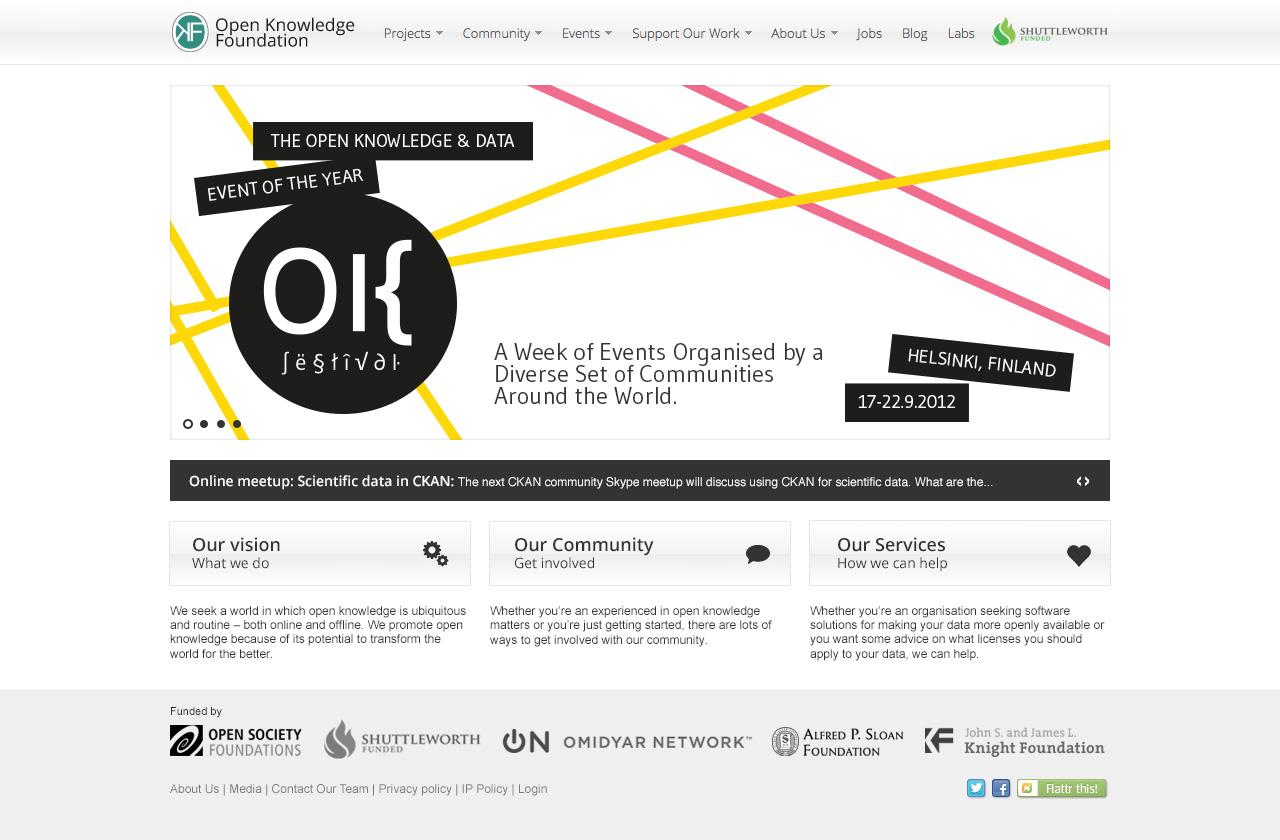 Open Knowledge
Foundation
Projects
Community
Events
Support Our Work
About Us
Jobs
Blog
Labs
SHUTTLEWORTH
FUNDED
THE OPEN KNOWLEDGE & DATA
EVENT OF THE YEAR
OK
ʃë§łîV∂ŀ
A Week of Events Organised by a
Diverse Set of Communities
Around the World.
HELSINKI, FINLAND
17-22.9.2012
Online meetup: Scientific data in CKAN: The next CKAN community Skype meetup will discuss using CKAN for scientific data. What are the...
Our vision
What we do
Our Community
Get involved
Our Services
How we can help
We seek a world in which open knowledge is ubiquitous
and routine – both online and offline. We promote open
knowledge because of its potential to transform the
world for the better.
Whether you're an experienced in open knowledge
matters or you're just getting started, there are lots of
ways to get involved with our community.
Whether you're an organisation seeking software
solutions for making your data more openly available or
you want some advice on what licenses you should
apply to your data, we can help.
Funded by
OPEN SOCIETY
FOUNDATIONS
SHUTTLEWORTH
FUNDED
ON OMIDYAR NETWORK™
ALFRED P. SLOAN
FOUNDATION
KF
John S. and James L.
Knight Foundation
About Us | Media | Contact Our Team | Privacy policy | IP Policy | Login
Flattr this!